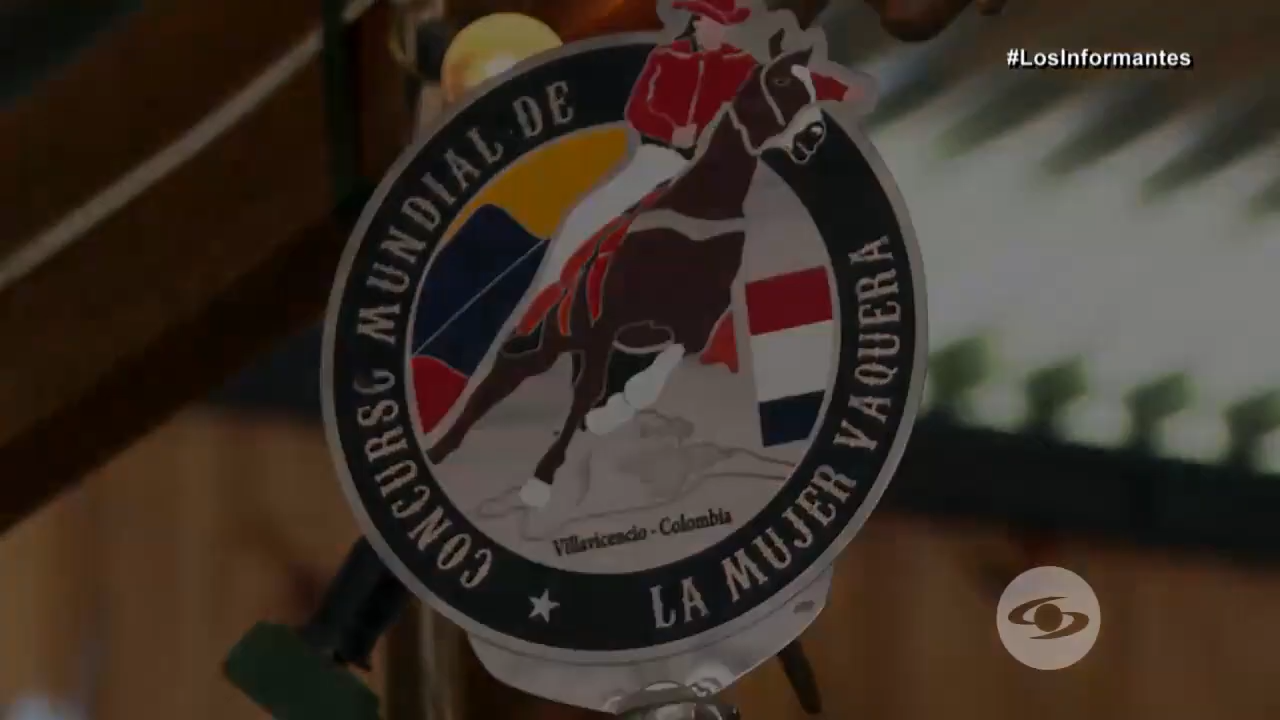 #LosInformantes
CONCURSO MUNDIAL DE
LA MUJER VAQUERA
Villavicencio - Colombia